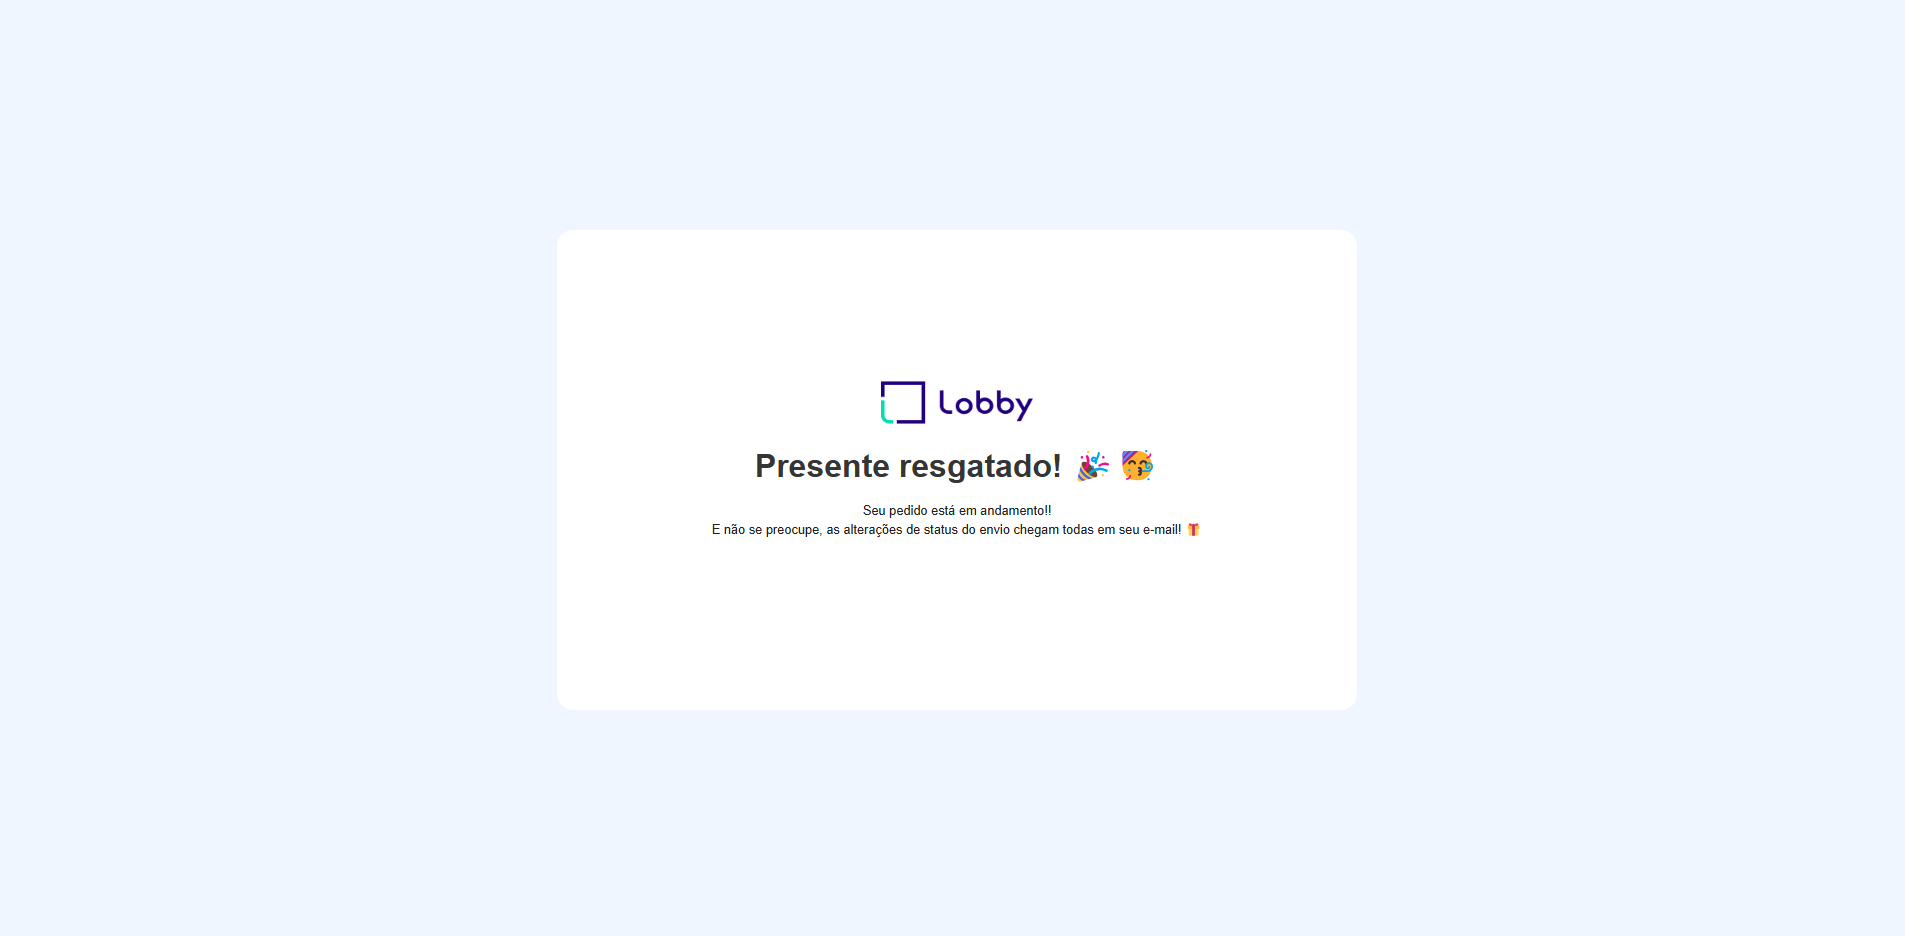 Lobby
Presente resgatado! 🎉 🥳
Seu pedido está em andamento!!
E não se preocupe, as alterações de status do envio chegam todas em seu e-mail! 🎁